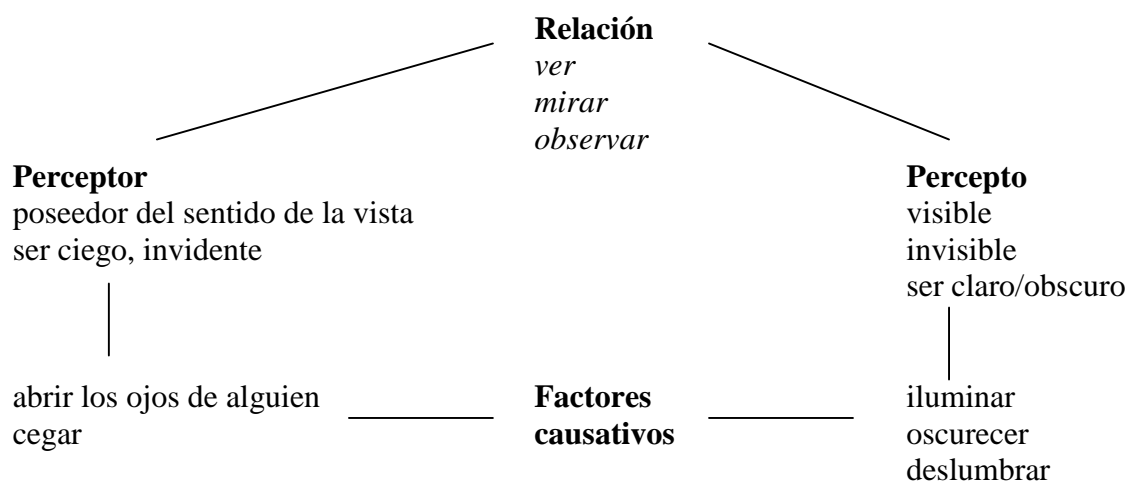 Relación
ver
mirar
observar
Perceptor
poseedor del sentido de la vista
ser ciego, invidente
Percepto
visible
invisible
ser claro/obscuro
abrir los ojos de alguien
cegar
Factores
causativos
iluminar
oscurecer
deslumbrar